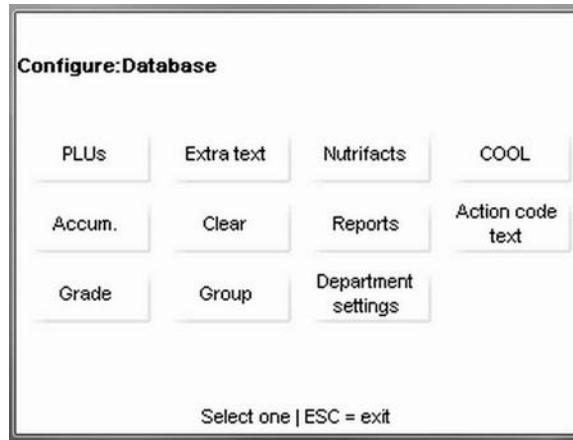 Configure:Database
PLUs Extra text Nutrifacts COOL
Accum. Clear Reports Action code
text
Grade Group Department
settings
Select one | ESC = exit